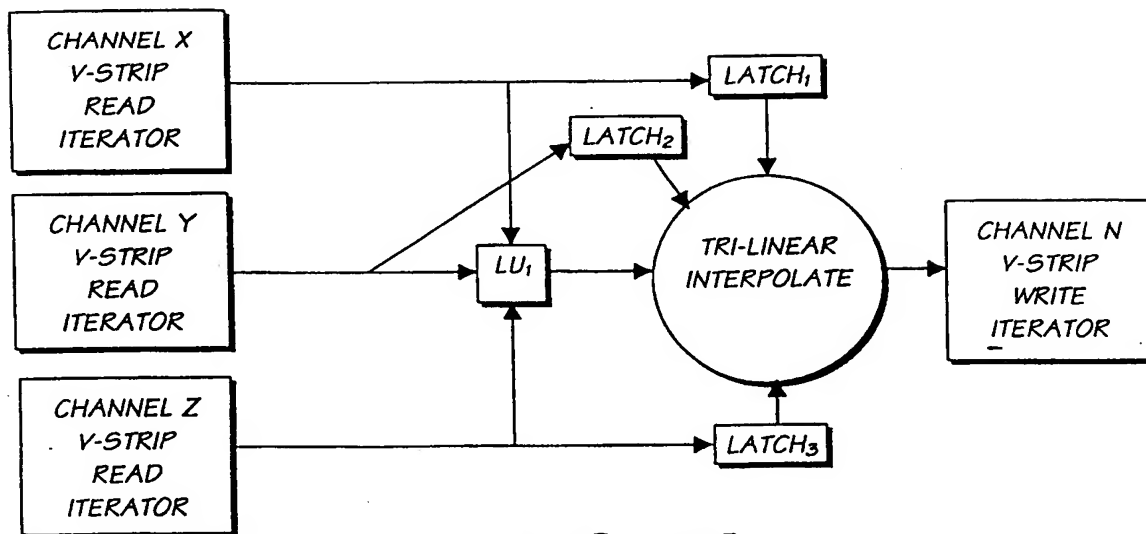 CHANNEL X
V-STRIP
READ
ITERATOR
LATCH₁
LATCH₂
CHANNEL Y
V-STRIP
READ
ITERATOR
LU₁
TRI-LINEAR
INTERPOLATE
CHANNEL N
V-STRIP
WRITE
ITERATOR
CHANNEL Z
V-STRIP
READ
ITERATOR
LATCH₃